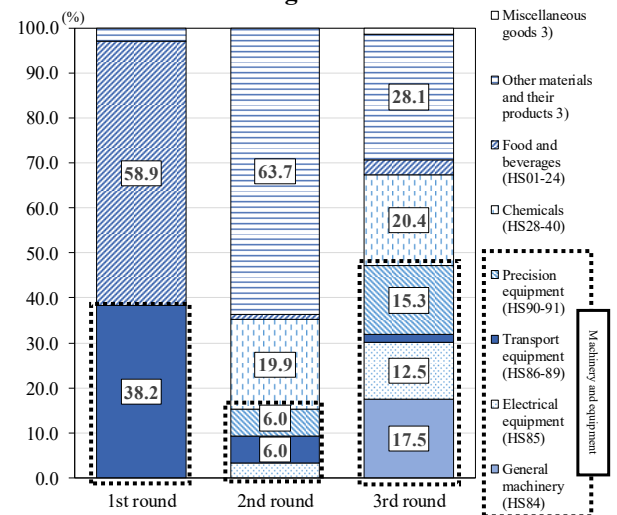 (%)
100.0
90.0
80.0
70.0
60.0
50.0
40.0
30.0
20.0
10.0
0.0
58.9
38.2
63.7
19.9
6.0
6.0
28.1
20.4
15.3
12.5
17.5
1st round
2nd round
3rd round
Miscellaneous
goods 3)
Other materials
and their
products 3)
Food and
beverages
(HS01-24)
Chemicals
(HS28-40)
Precision
equipment
(HS90-91)
Transport
equipment
(HS86-89)
Electrical
equipment
(HS85)
General
machinery
(HS84)
Machinery and equipment